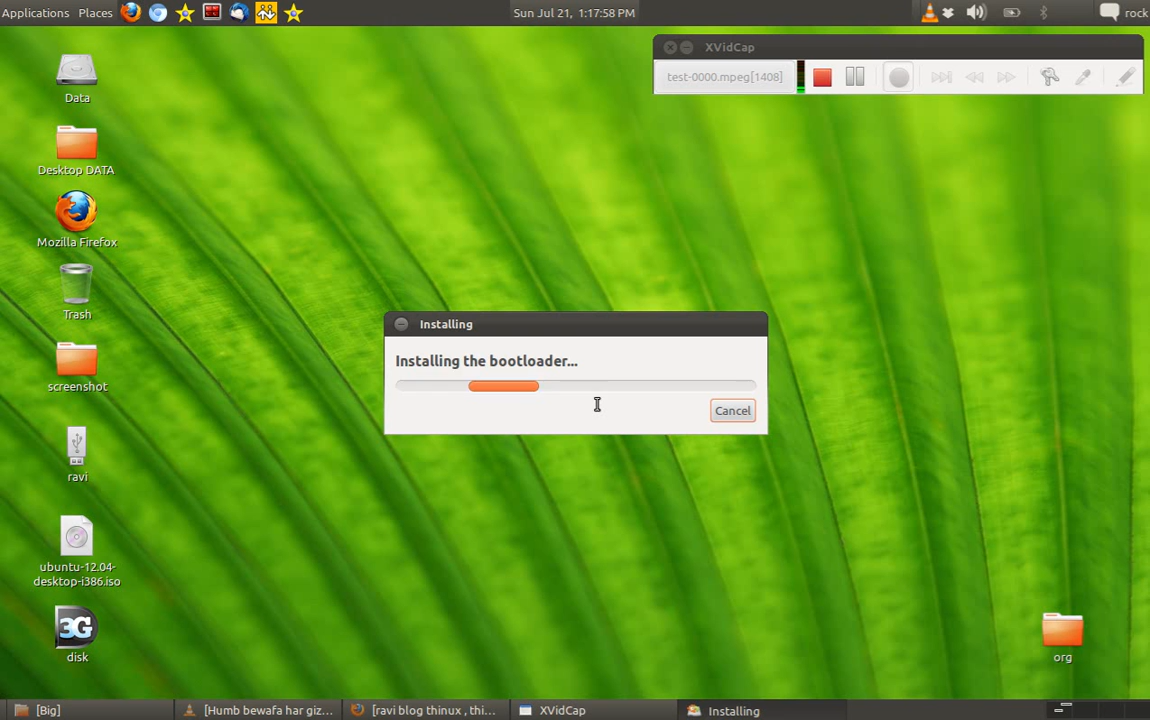 Applications Places Sun Jul 21, 1:17:58 PM rock
XVidCap
test-0000.mpeg[1408]
Data
Desktop DATA
Mozilla Firefox
Trash
screenshot
ravi
ubuntu-12.04-
desktop-i386.iso
3G
disk
Installing
Installing the bootloader...
Cancel
org
[Big] [Humb bewafa har giz... [ravi blog thinux , thi... XVidCap Installing